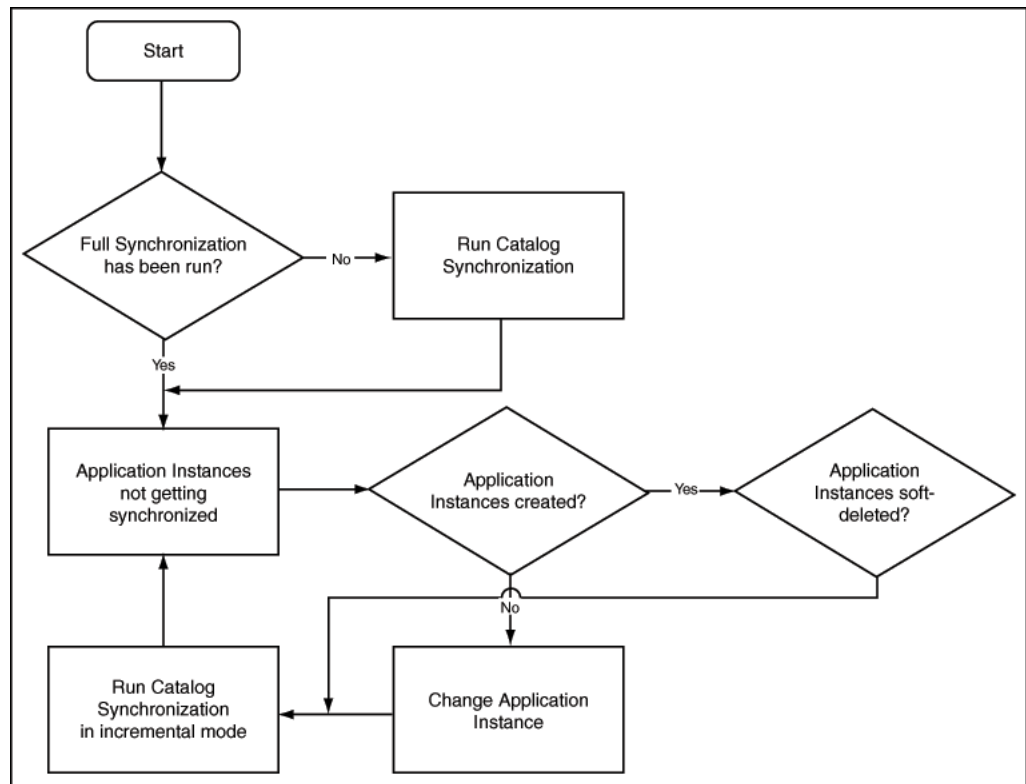 Start
Full Synchronization
has been run?
No
Run Catalog
Synchronization
Yes
Application Instances
not getting
synchronized
Application
Instances created?
Yes
Application
Instances soft-
deleted?
No
Run Catalog
Synchronization
in incremental mode
Change Application
Instance